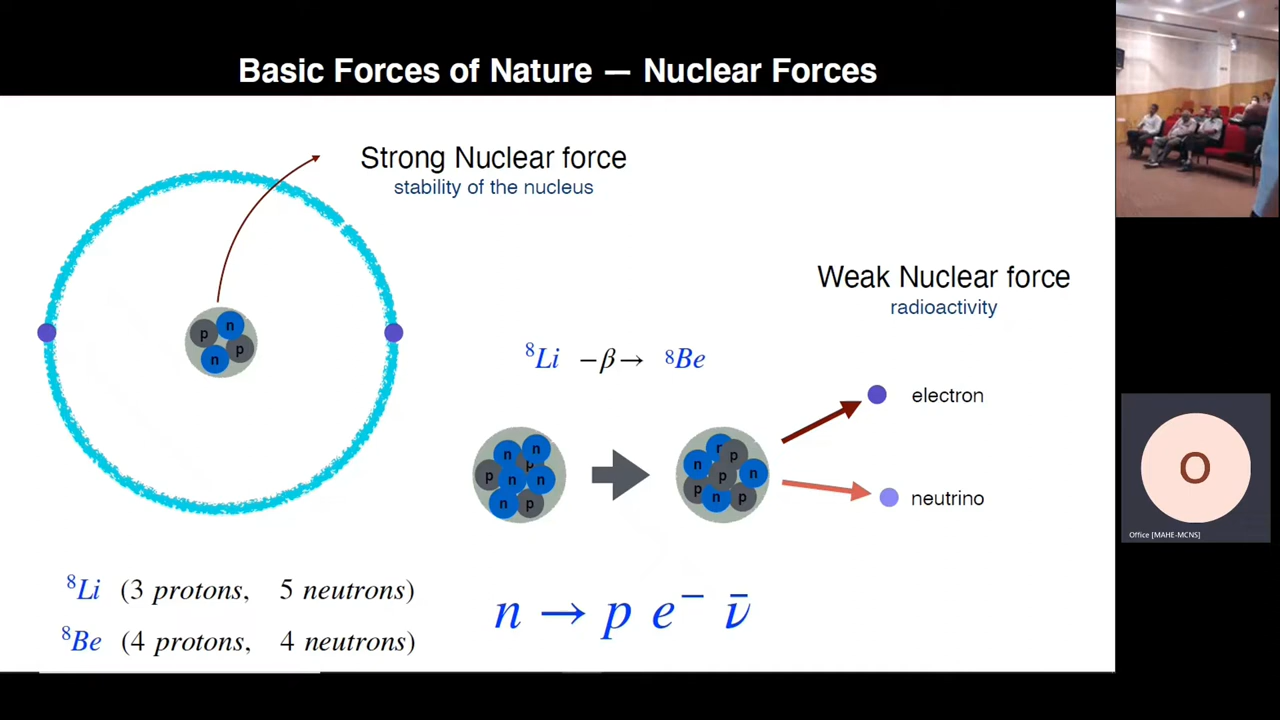 Basic Forces of Nature — Nuclear Forces
Strong Nuclear force
stability of the nucleus
Weak Nuclear force
radioactivity
n
p
p
n
⁸Li −β→ ⁸Be
electron
n n
p
p n n
n p
n p
n p n
p n p
neutrino
⁸Li (3 protons, 5 neutrons)
⁸Be (4 protons, 4 neutrons)
n → p e⁻ ν̄
O
Office [MAHE-MCNS]